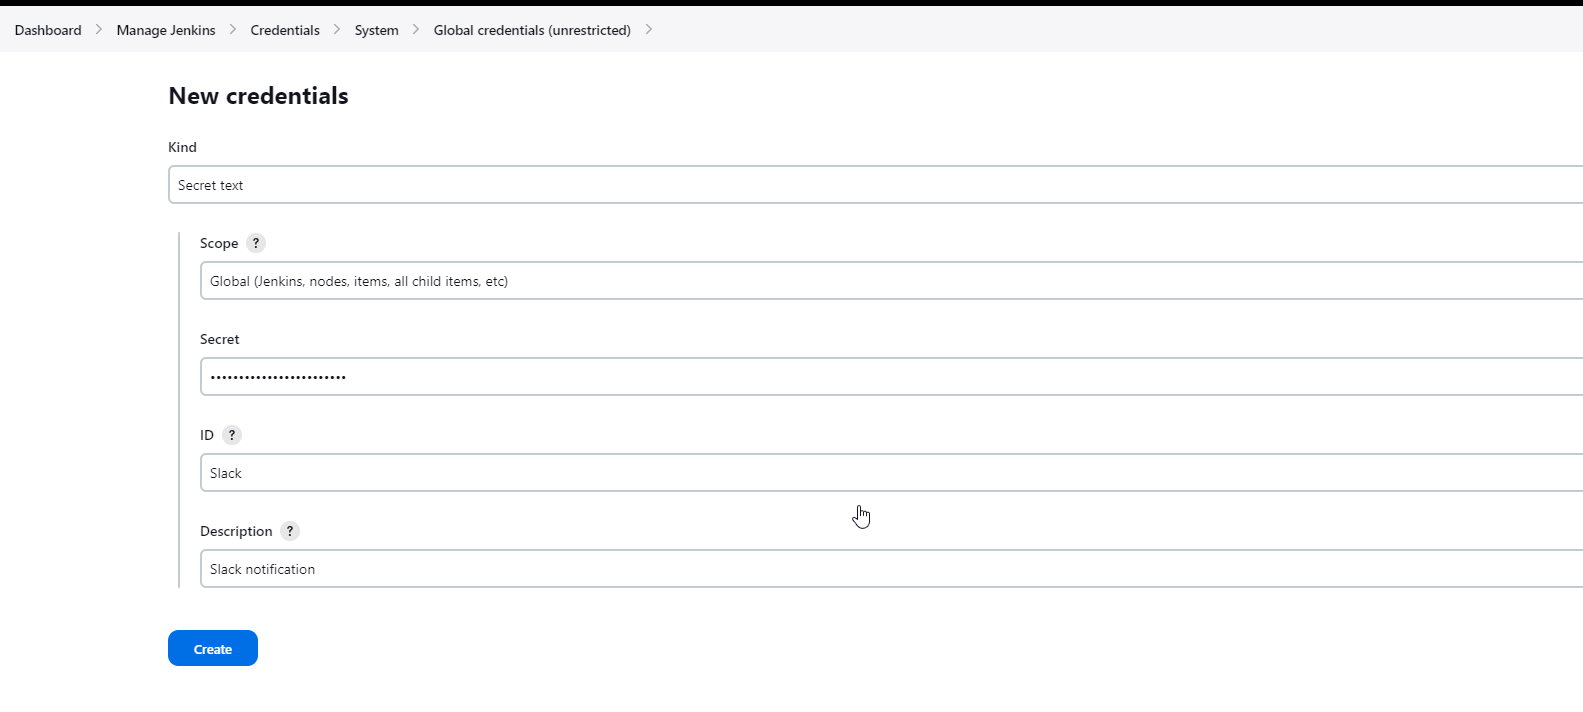 Dashboard > Manage Jenkins > Credentials > System > Global credentials (unrestricted) >
New credentials
Kind
Secret text
Scope ?
Global (Jenkins, nodes, items, all child items, etc)
Secret
••••••••••••••••••••••••
ID ?
Slack
Description ?
Slack notification
Create